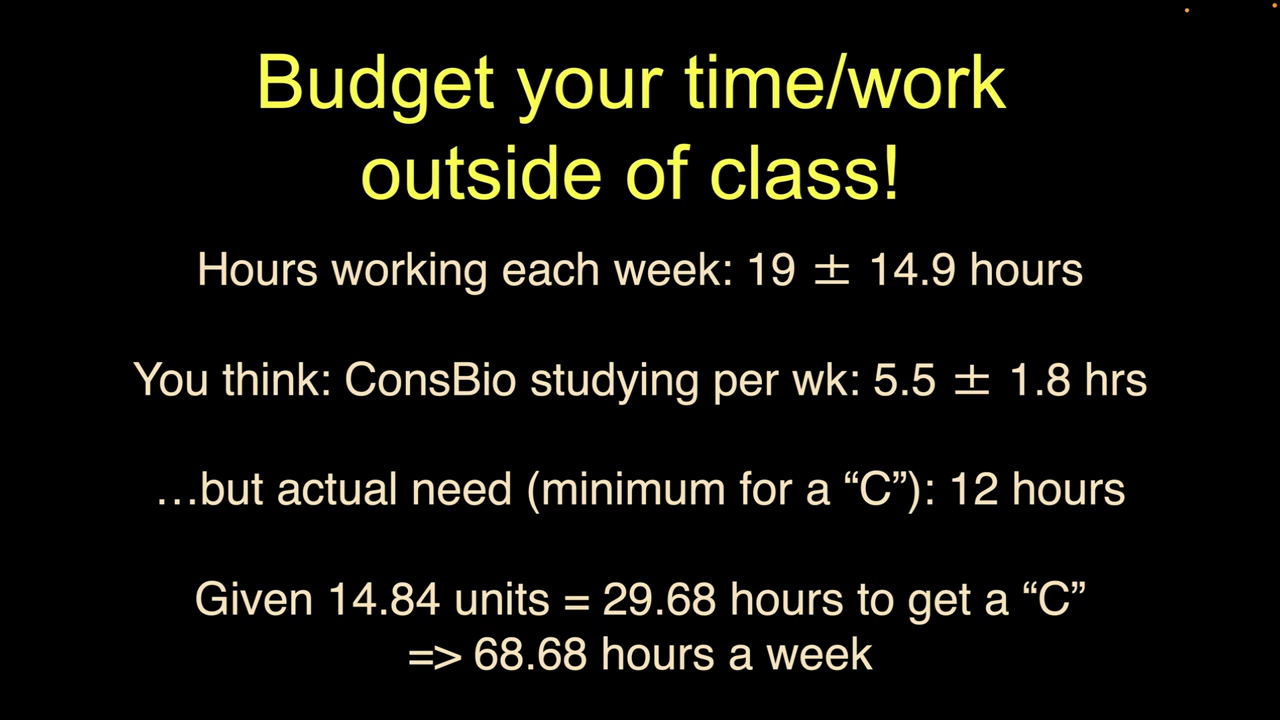 Budget your time/work
outside of class!
Hours working each week: 19 ± 14.9 hours
You think: ConsBio studying per wk: 5.5 ± 1.8 hrs
…but actual need (minimum for a “C”): 12 hours
Given 14.84 units = 29.68 hours to get a “C”
=> 68.68 hours a week